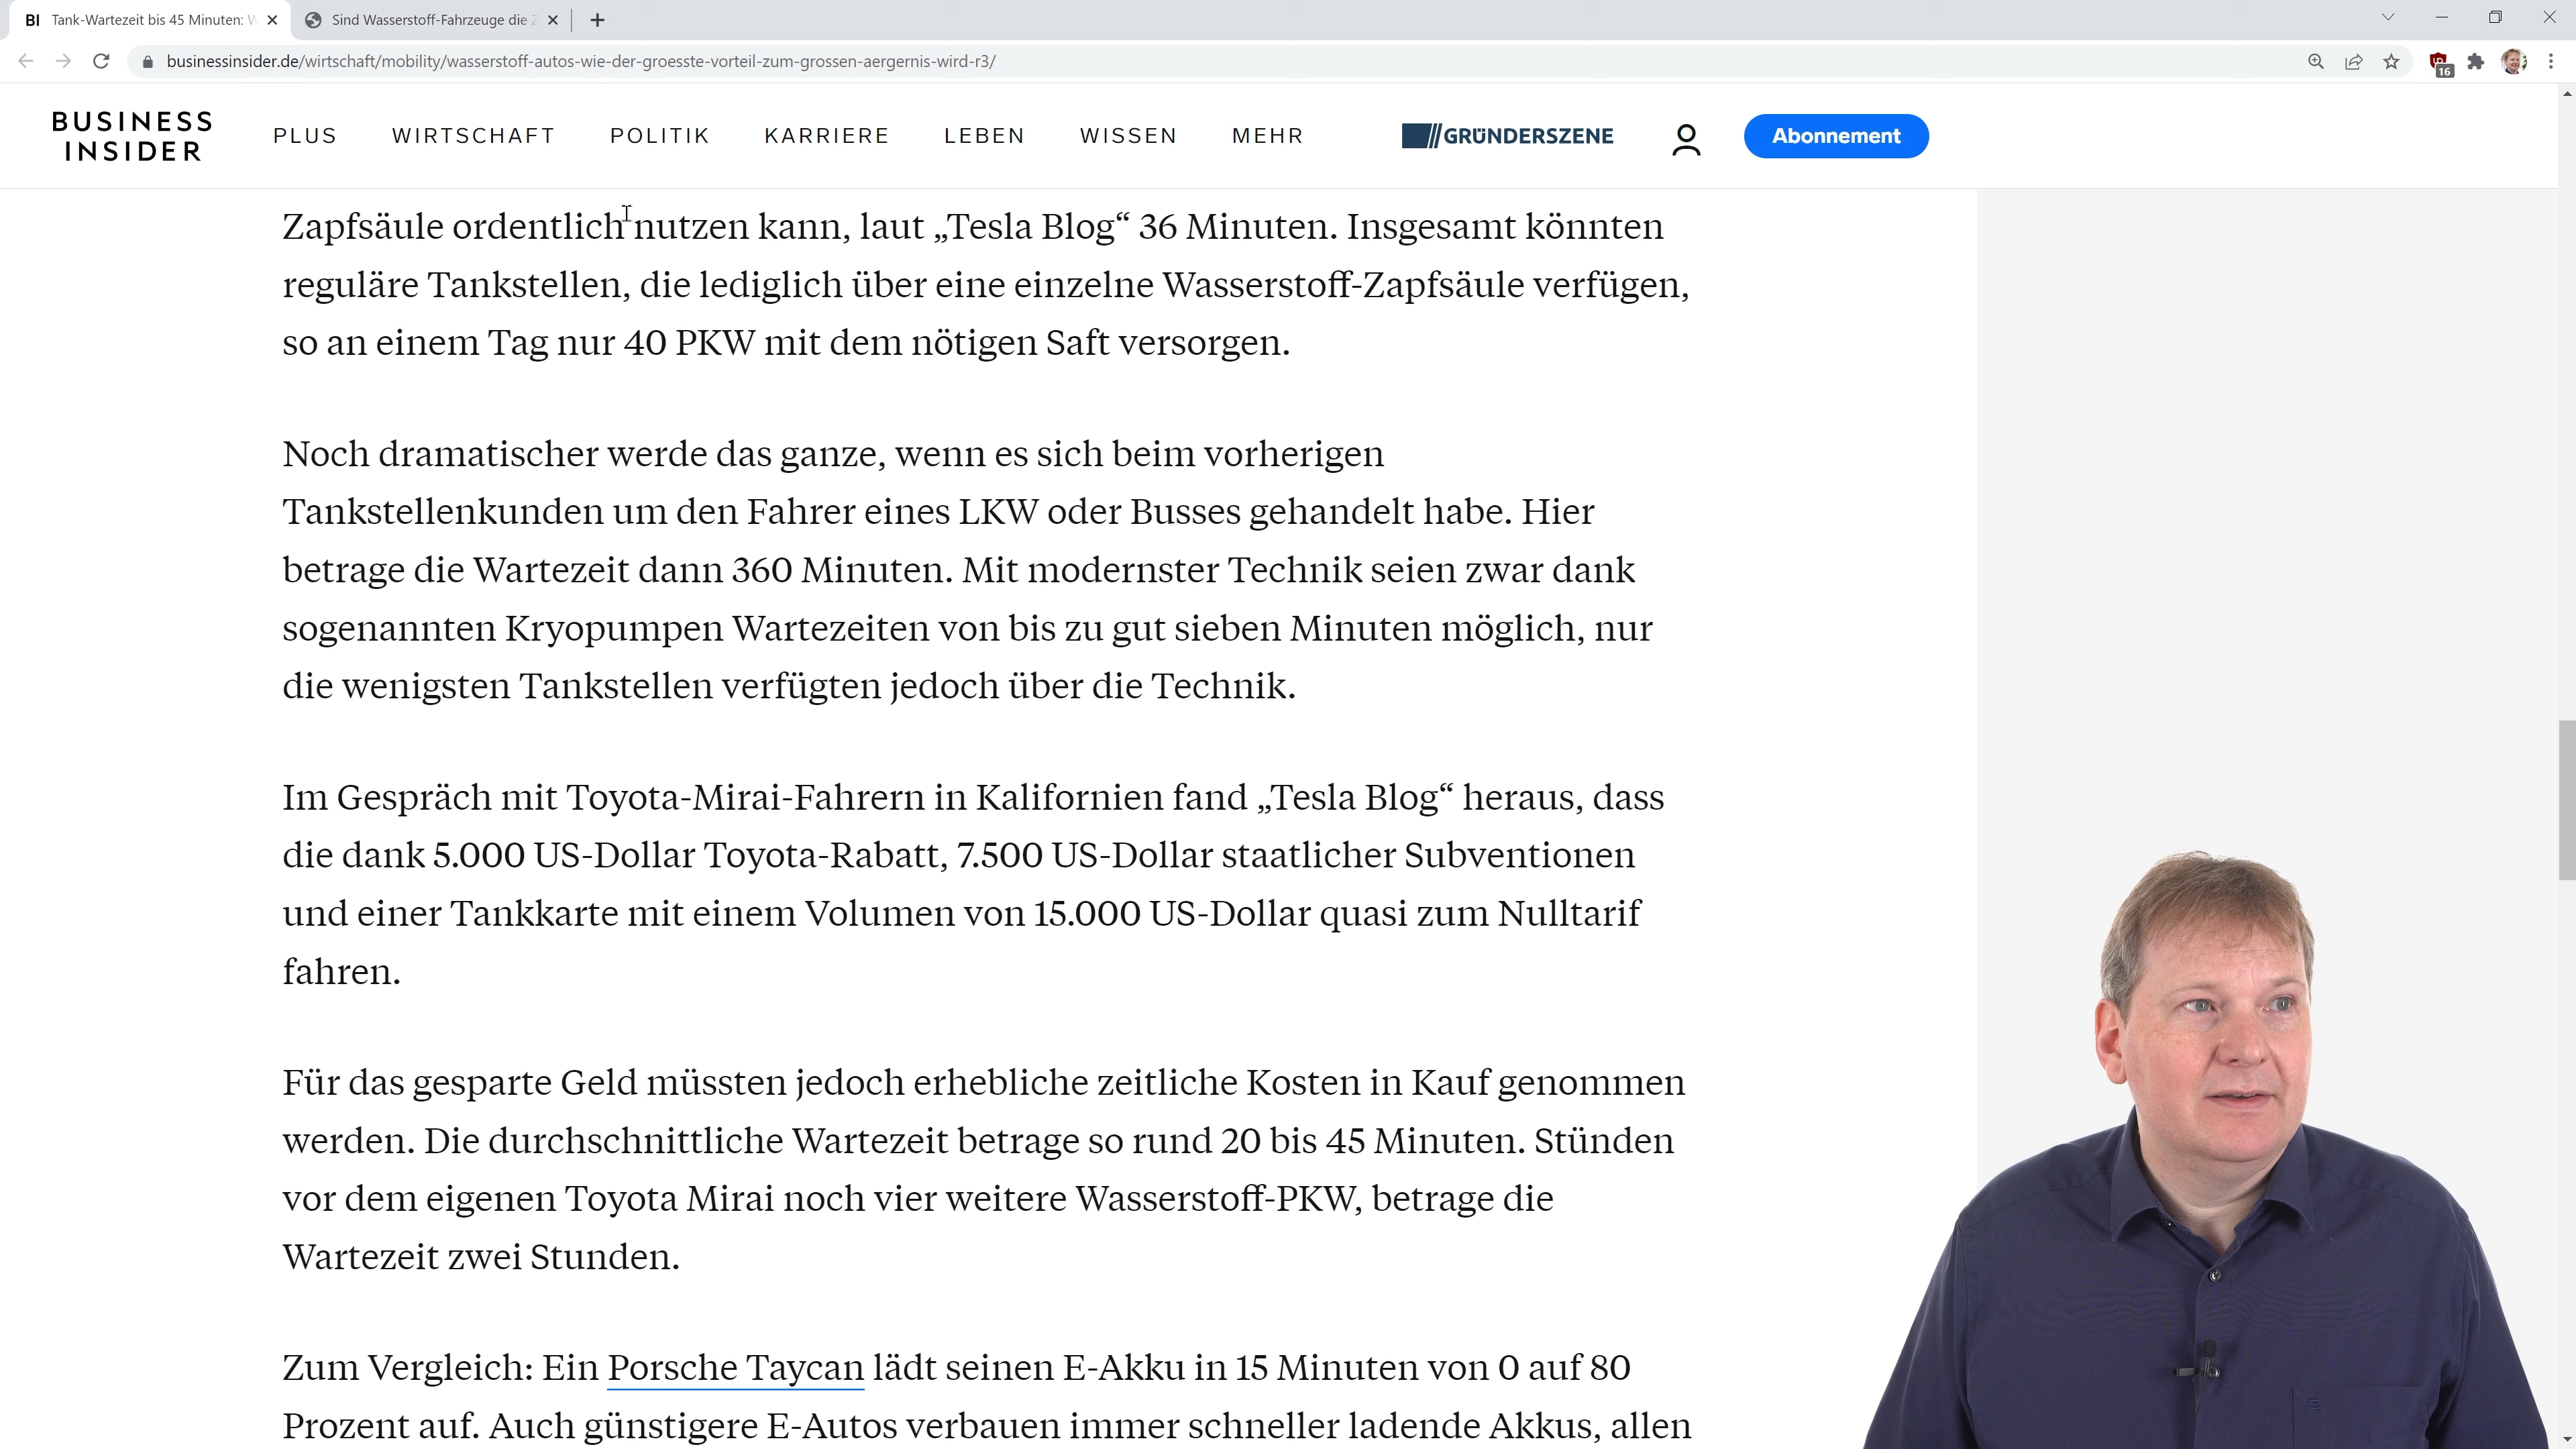 BI Tank-Wartezeit bis 45 Minuten: W
Sind Wasserstoff-Fahrzeuge die Z
businessinsider.de/wirtschaft/mobility/wasserstoff-autos-wie-der-groesste-vorteil-zum-grossen-aergernis-wird-r3/
16
BUSINESS
INSIDER
PLUS WIRTSCHAFT POLITIK KARRIERE LEBEN WISSEN MEHR
GRÜNDERSZENE
Abonnement
Zapfsäule ordentlich nutzen kann, laut „Tesla Blog“ 36 Minuten. Insgesamt könnten
reguläre Tankstellen, die lediglich über eine einzelne Wasserstoff-Zapfsäule verfügen,
so an einem Tag nur 40 PKW mit dem nötigen Saft versorgen.
Noch dramatischer werde das ganze, wenn es sich beim vorherigen
Tankstellenkunden um den Fahrer eines LKW oder Busses gehandelt habe. Hier
betrage die Wartezeit dann 360 Minuten. Mit modernster Technik seien zwar dank
sogenannten Kryopumpen Wartezeiten von bis zu gut sieben Minuten möglich, nur
die wenigsten Tankstellen verfügten jedoch über die Technik.
Im Gespräch mit Toyota-Mirai-Fahrern in Kalifornien fand „Tesla Blog“ heraus, dass
die dank 5.000 US-Dollar Toyota-Rabatt, 7.500 US-Dollar staatlicher Subventionen
und einer Tankkarte mit einem Volumen von 15.000 US-Dollar quasi zum Nulltarif
fahren.
Für das gesparte Geld müssten jedoch erhebliche zeitliche Kosten in Kauf genommen
werden. Die durchschnittliche Wartezeit betrage so rund 20 bis 45 Minuten. Stünden
vor dem eigenen Toyota Mirai noch vier weitere Wasserstoff-PKW, betrage die
Wartezeit zwei Stunden.
Zum Vergleich: Ein Porsche Taycan lädt seinen E-Akku in 15 Minuten von 0 auf 80
Prozent auf. Auch günstigere E-Autos verbauen immer schneller ladende Akkus, allen